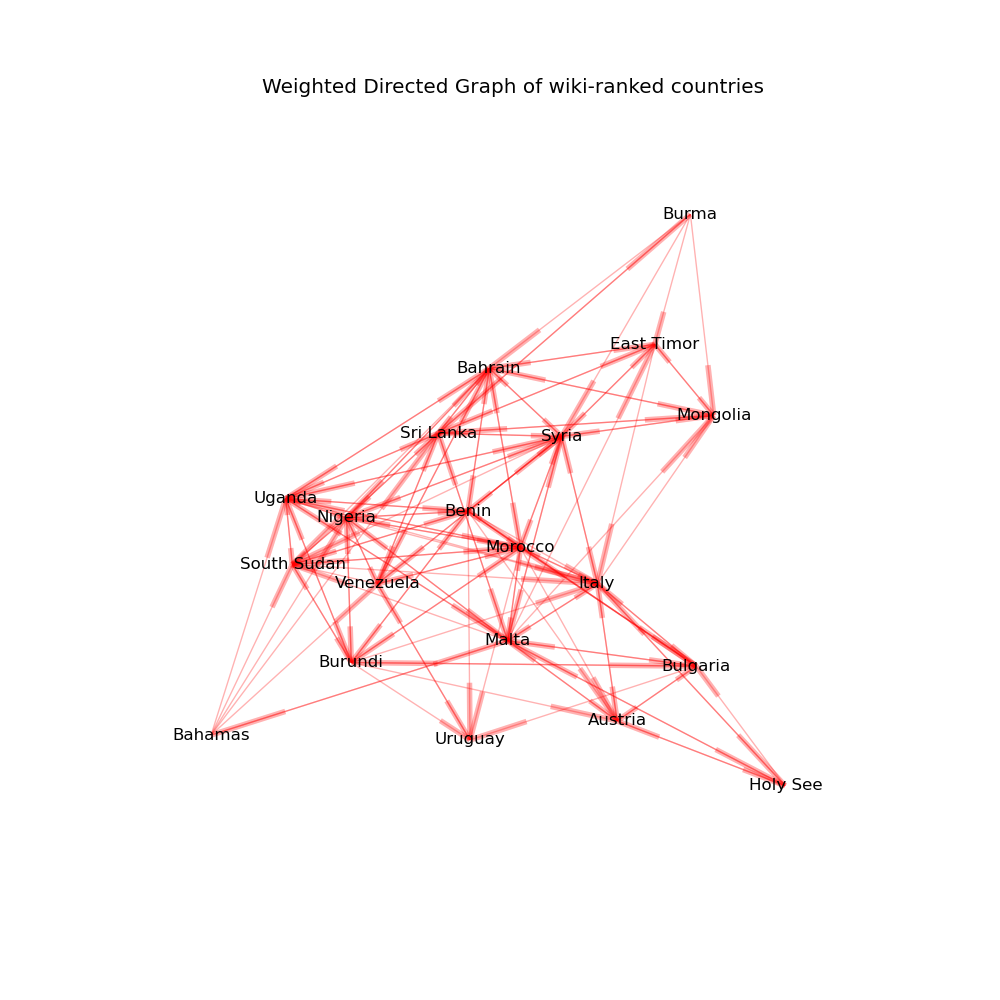 Weighted Directed Graph of wiki-ranked countries
Burma
East Timor
Bahrain
Mongolia
Sri Lanka
Syria
Uganda
Nigeria
Benin
Morocco
South Sudan
Venezuela
Italy
Malta
Burundi
Bulgaria
Austria
Bahamas
Uruguay
Holy See